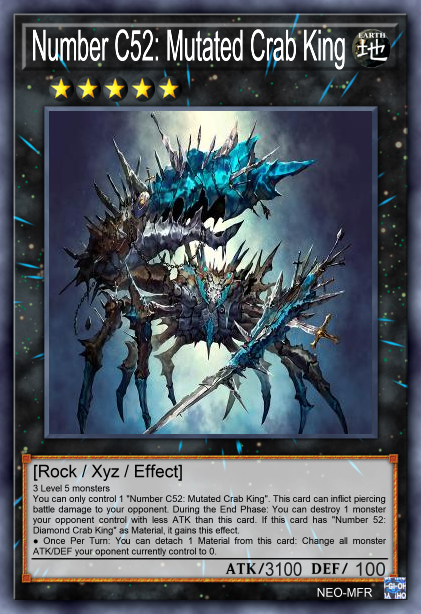 Number C52: Mutated Crab King
EARTH
地
[Rock / Xyz / Effect]
3 Level 5 monsters
You can only control 1 "Number C52: Mutated Crab King". This card can inflict piercing
battle damage to your opponent. During the End Phase: You can destroy 1 monster
your opponent control with less ATK than this card. If this card has "Number 52:
Diamond Crab King" as Material, it gains this effect.
● Once Per Turn: You can detach 1 Material from this card: Change all monster
ATK/DEF your opponent currently control to 0.
ATK/3100 DEF/ 100
NEO-MFR